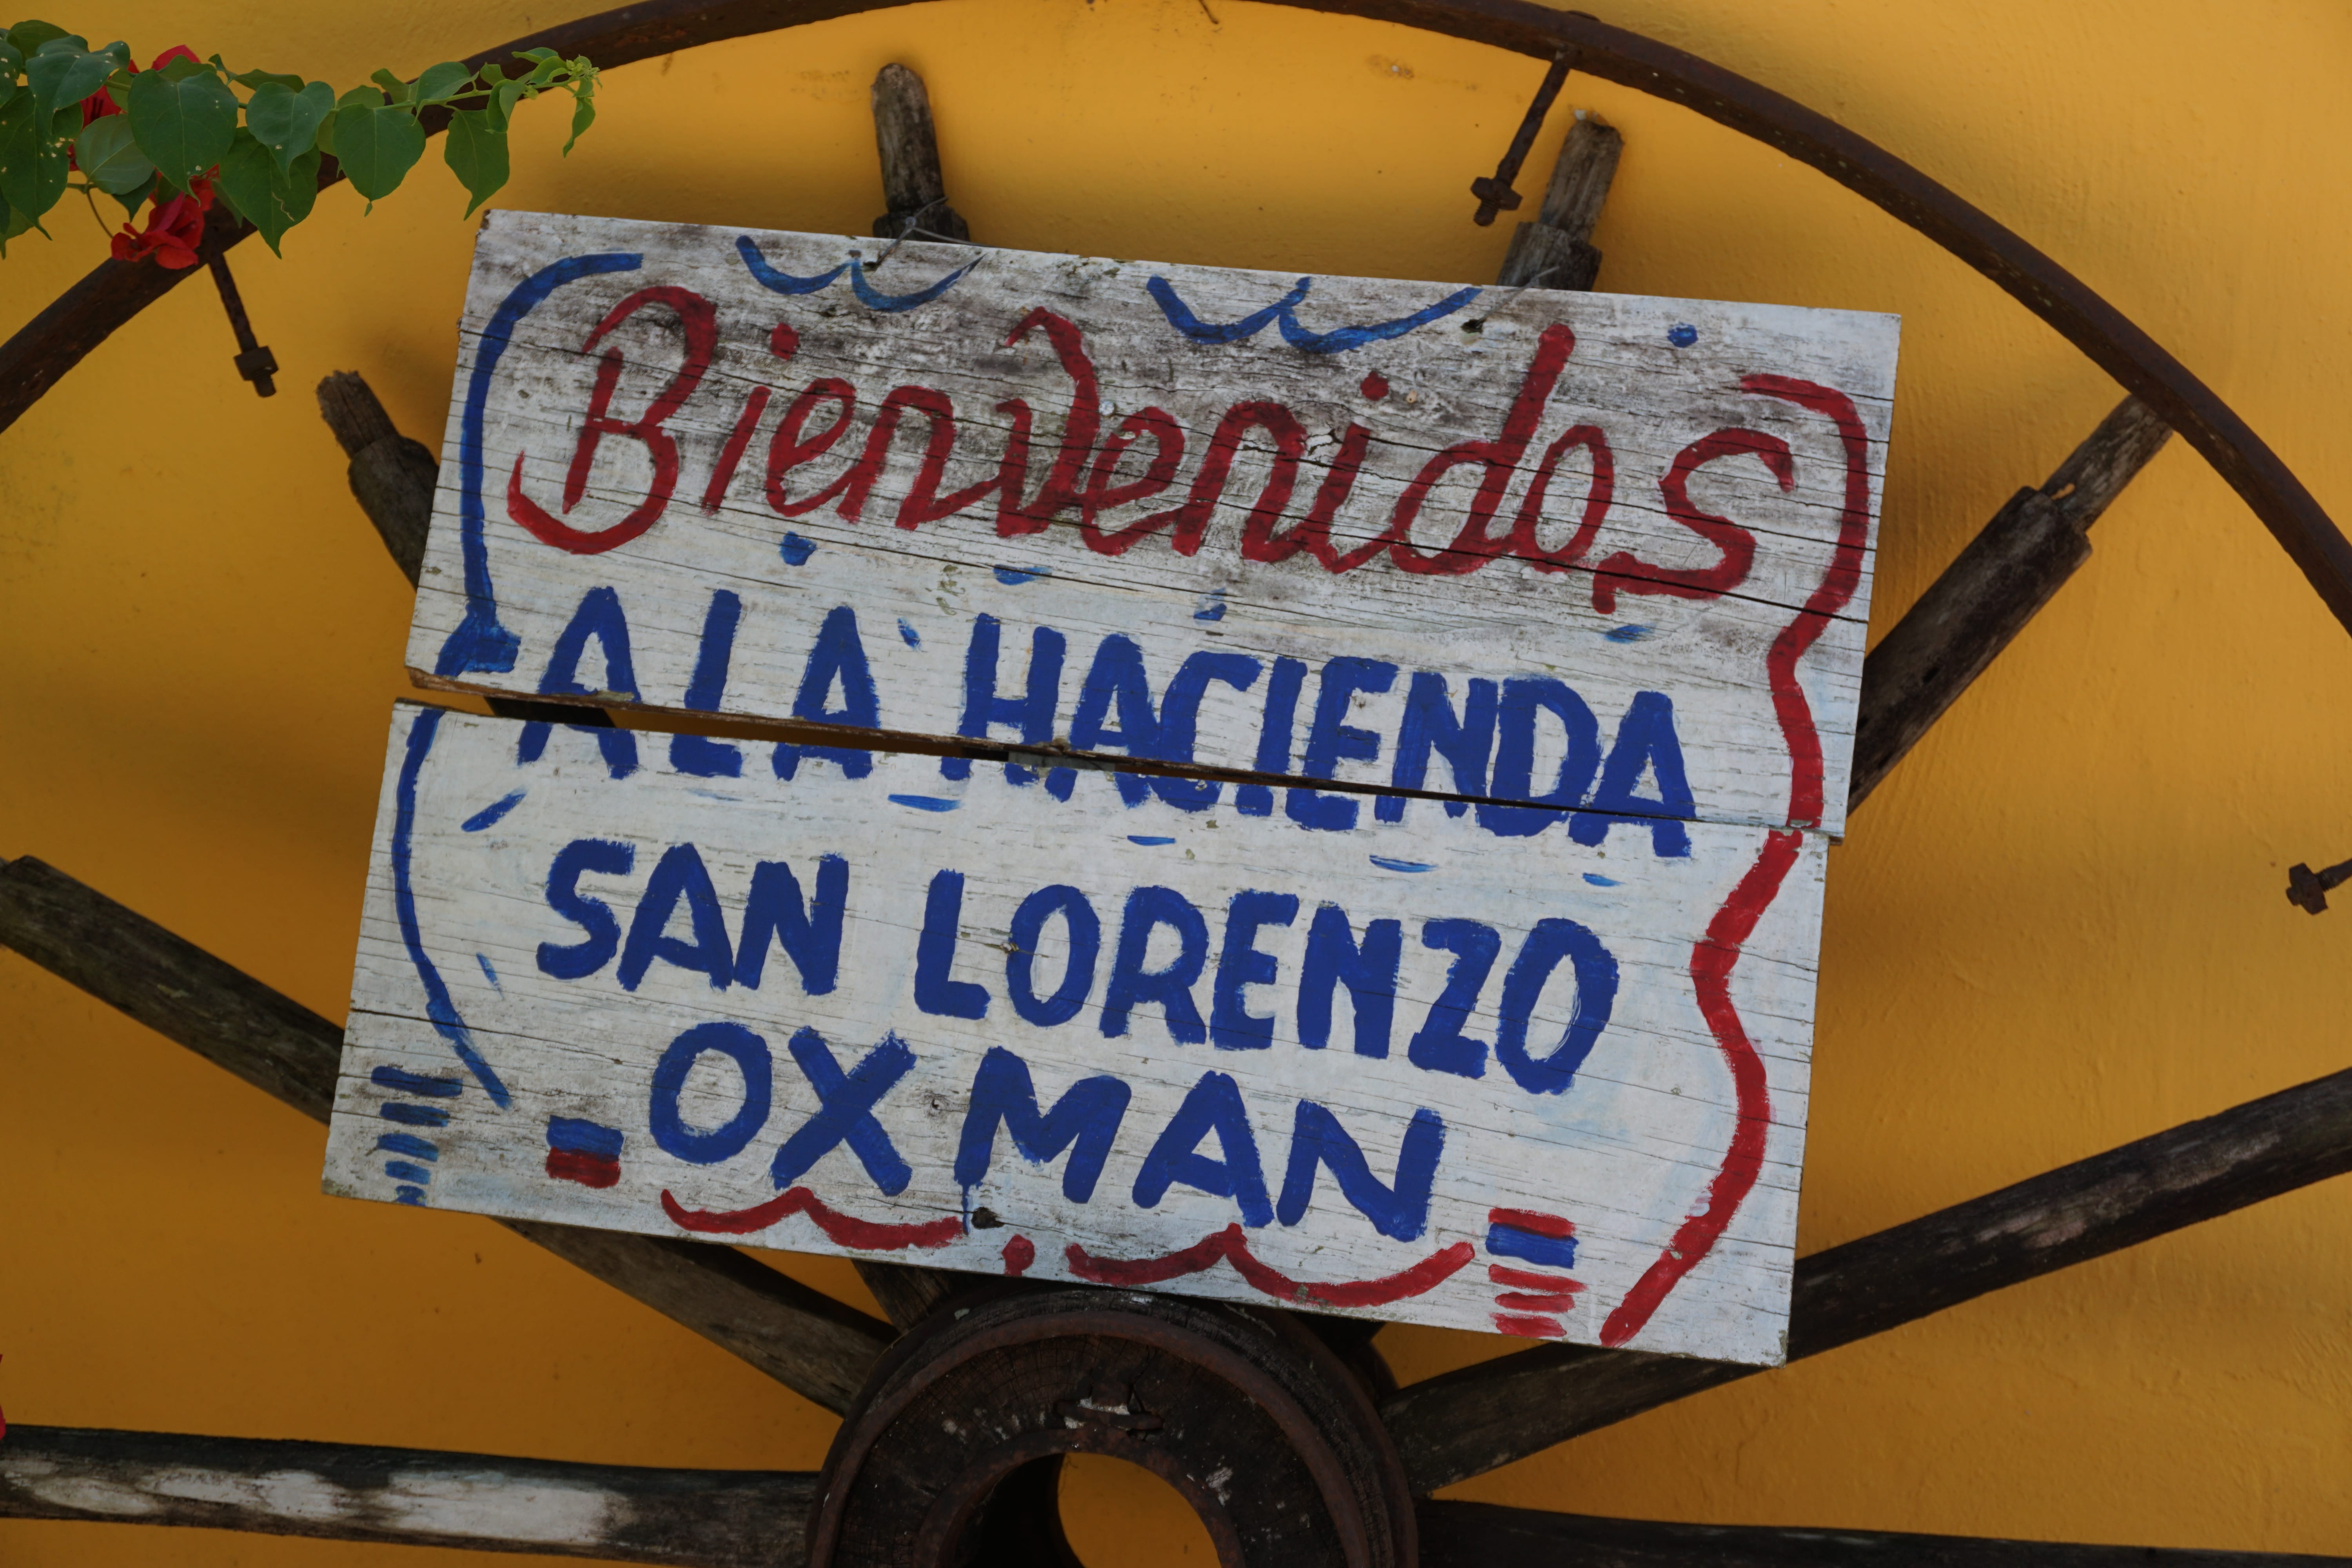 Bienvenidos
A LA HACIENDA
SAN LORENZO
OXMAN